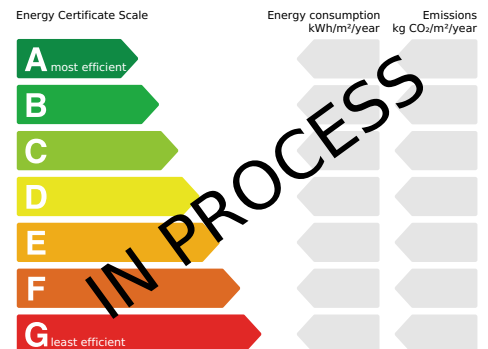 Energy Certificate Scale
Energy consumption
kWh/m²/year
Emissions
kg CO₂/m²/year
A most efficient
B
C
D
E
F
G least efficient
IN PROCESS